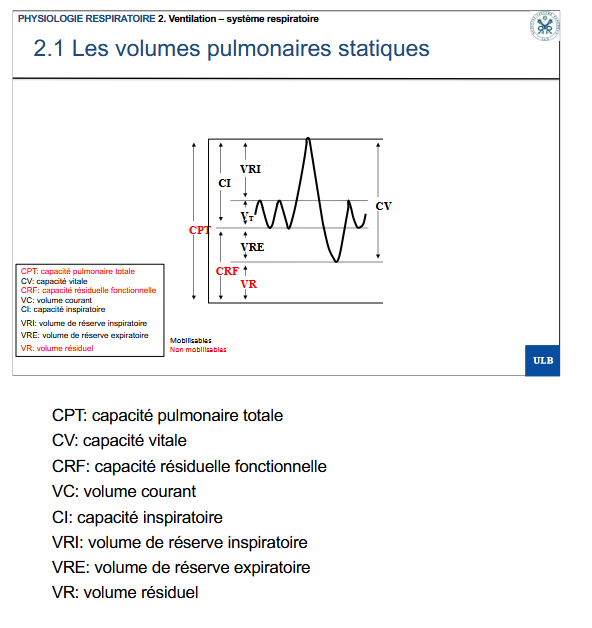 PHYSIOLOGIE RESPIRATOIRE 2. Ventilation – système respiratoire
2.1 Les volumes pulmonaires statiques
VRI
CI
CV
VT
CPT
VRE
CRF
VR
CPT: capacité pulmonaire totale
CV: capacité vitale
CRF: capacité résiduelle fonctionnelle
VC: volume courant
CI: capacité inspiratoire
VRI: volume de réserve inspiratoire
VRE: volume de réserve expiratoire
VR: volume résiduel
Mobilisables
Non mobilisables
ULB
CPT: capacité pulmonaire totale
CV: capacité vitale
CRF: capacité résiduelle fonctionnelle
VC: volume courant
CI: capacité inspiratoire
VRI: volume de réserve inspiratoire
VRE: volume de réserve expiratoire
VR: volume résiduel